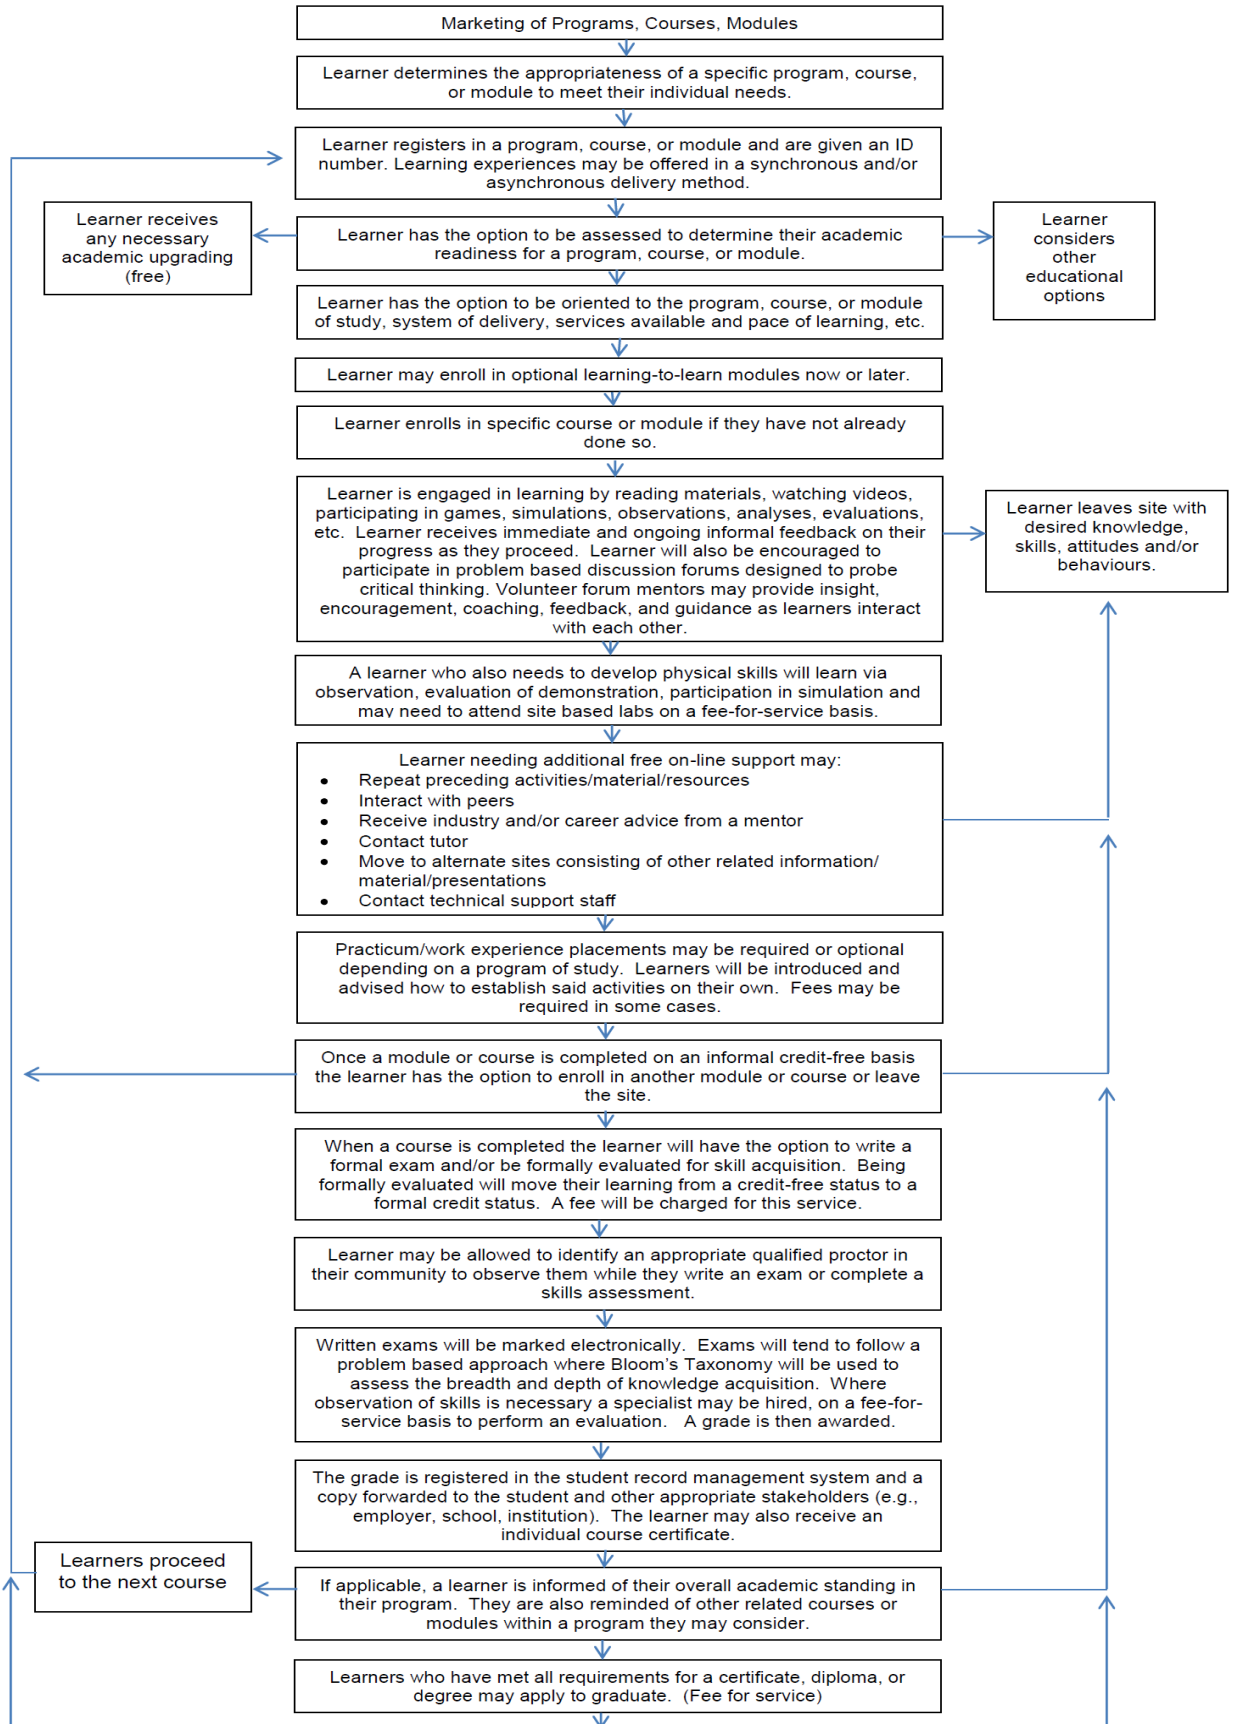 Marketing of Programs, Courses, Modules
Learner determines the appropriateness of a specific program, course,
or module to meet their individual needs.
Learner registers in a program, course, or module and are given an ID
number. Learning experiences may be offered in a synchronous and/or
asynchronous delivery method.
Learner receives
any necessary
academic upgrading
(free)
Learner has the option to be assessed to determine their academic
readiness for a program, course, or module.
Learner
considers
other
educational
options
Learner has the option to be oriented to the program, course, or module
of study, system of delivery, services available and pace of learning, etc.
Learner may enroll in optional learning-to-learn modules now or later.
Learner enrolls in specific course or module if they have not already
done so.
Learner is engaged in learning by reading materials, watching videos,
participating in games, simulations, observations, analyses, evaluations,
etc.  Learner receives immediate and ongoing informal feedback on their
progress as they proceed.  Learner will also be encouraged to
participate in problem based discussion forums designed to probe
critical thinking. Volunteer forum mentors may provide insight,
encouragement, coaching, feedback, and guidance as learners interact
with each other.
Learner leaves site with
desired knowledge,
skills, attitudes and/or
behaviours.
A learner who also needs to develop physical skills will learn via
observation, evaluation of demonstration, participation in simulation and
may need to attend site based labs on a fee-for-service basis.
Learner needing additional free on-line support may:
• Repeat preceding activities/material/resources
• Interact with peers
• Receive industry and/or career advice from a mentor
• Contact tutor
• Move to alternate sites consisting of other related information/
material/presentations
• Contact technical support staff
Practicum/work experience placements may be required or optional
depending on a program of study.  Learners will be introduced and
advised how to establish said activities on their own.  Fees may be
required in some cases.
Once a module or course is completed on an informal credit-free basis
the learner has the option to enroll in another module or course or leave
the site.
When a course is completed the learner will have the option to write a
formal exam and/or be formally evaluated for skill acquisition.  Being
formally evaluated will move their learning from a credit-free status to a
formal credit status.  A fee will be charged for this service.
Learner may be allowed to identify an appropriate qualified proctor in
their community to observe them while they write an exam or complete a
skills assessment.
Written exams will be marked electronically.  Exams will tend to follow a
problem based approach where Bloom's Taxonomy will be used to
assess the breadth and depth of knowledge acquisition.  Where
observation of skills is necessary a specialist may be hired, on a fee-for-
service basis to perform an evaluation.   A grade is then awarded.
The grade is registered in the student record management system and a
copy forwarded to the student and other appropriate stakeholders (e.g.,
employer, school, institution).  The learner may also receive an
individual course certificate.
Learners proceed
to the next course
If applicable, a learner is informed of their overall academic standing in
their program.  They are also reminded of other related courses or
modules within a program they may consider.
Learners who have met all requirements for a certificate, diploma, or
degree may apply to graduate.  (Fee for service)